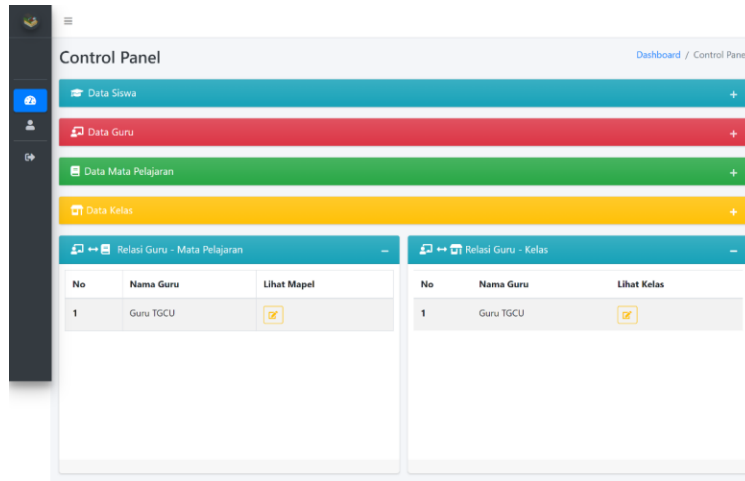 Control Panel
Dashboard / Control Pane
Data Siswa
Data Guru
Data Mata Pelajaran
Data Kelas
Relasi Guru - Mata Pelajaran
No Nama Guru Lihat Mapel
1 Guru TGCU
Relasi Guru - Kelas
No Nama Guru Lihat Kelas
1 Guru TGCU